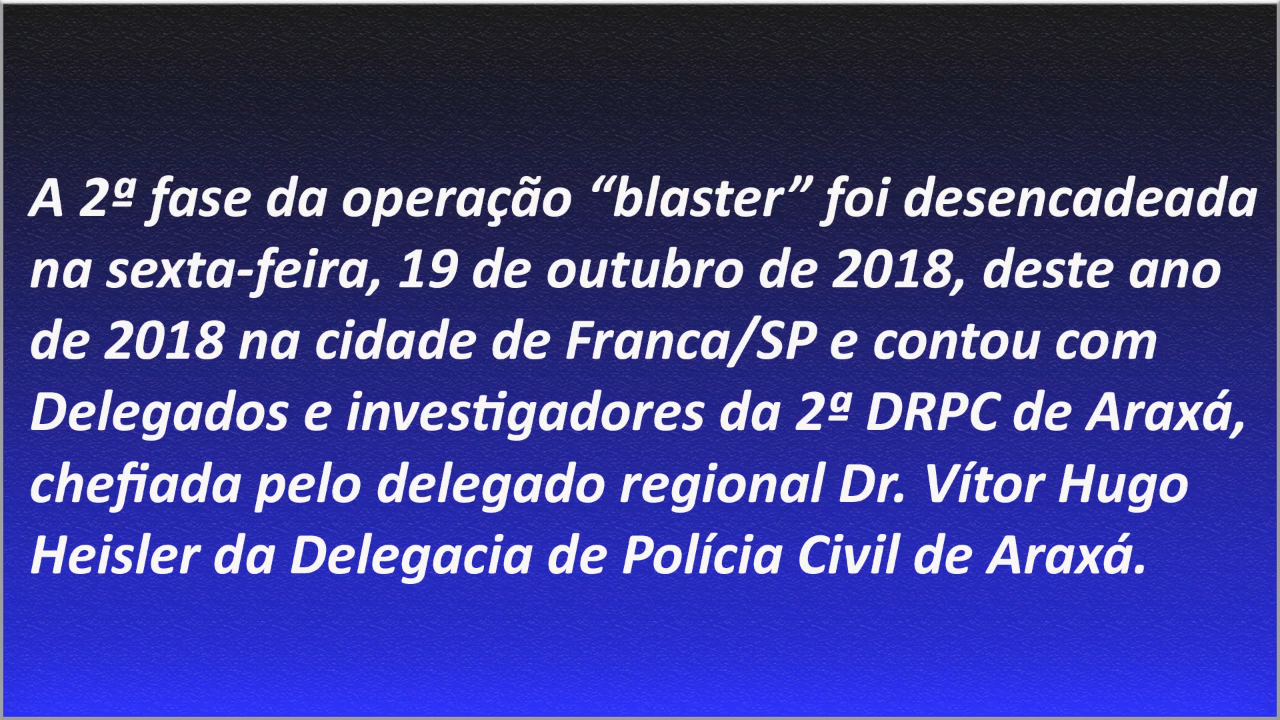 A 2ª fase da operação “blaster” foi desencadeada
na sexta-feira, 19 de outubro de 2018, deste ano
de 2018 na cidade de Franca/SP e contou com
Delegados e investigadores da 2ª DRPC de Araxá,
chefiada pelo delegado regional Dr. Vítor Hugo
Heisler da Delegacia de Polícia Civil de Araxá.